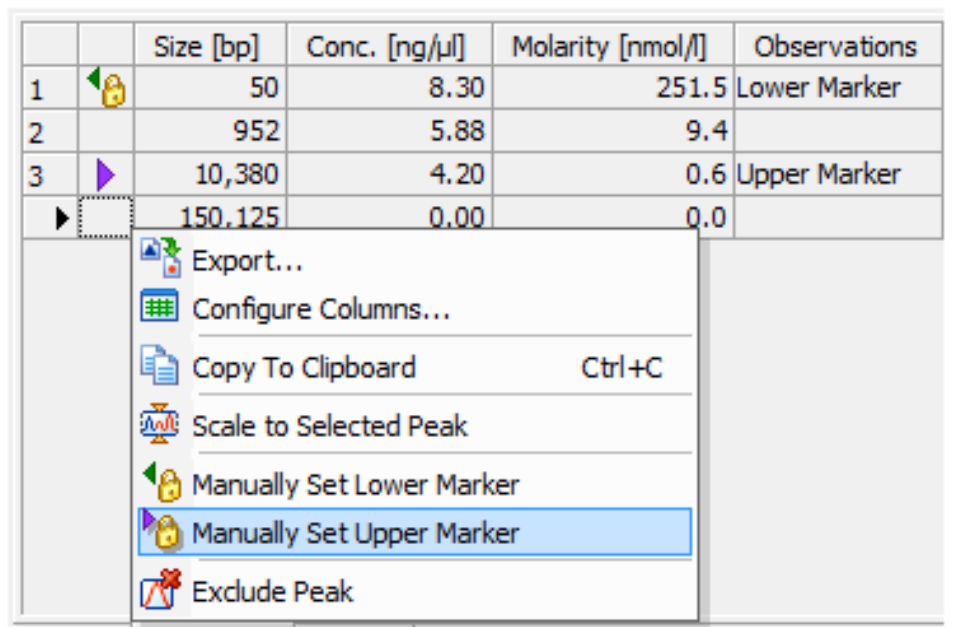 Size [bp] Conc. [ng/µl] Molarity [nmol/l] Observations
1 50 8.30 251.5 Lower Marker
2 952 5.88 9.4
3 10,380 4.20 0.6 Upper Marker
150,125 0.00 0.0
Export...
Configure Columns...
Copy To Clipboard Ctrl+C
Scale to Selected Peak
Manually Set Lower Marker
Manually Set Upper Marker
Exclude Peak